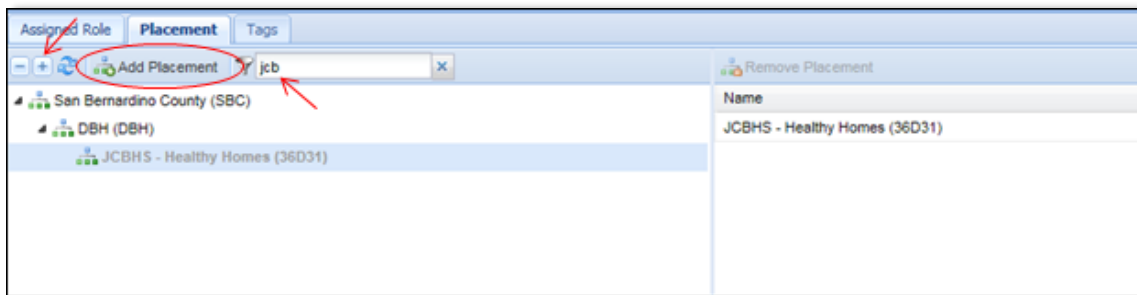 Assigned Role Placement Tags
Add Placement jcb
Remove Placement
San Bernardino County (SBC)
DBH (DBH)
JCBHS - Healthy Homes (36D31)
Name
JCBHS - Healthy Homes (36D31)